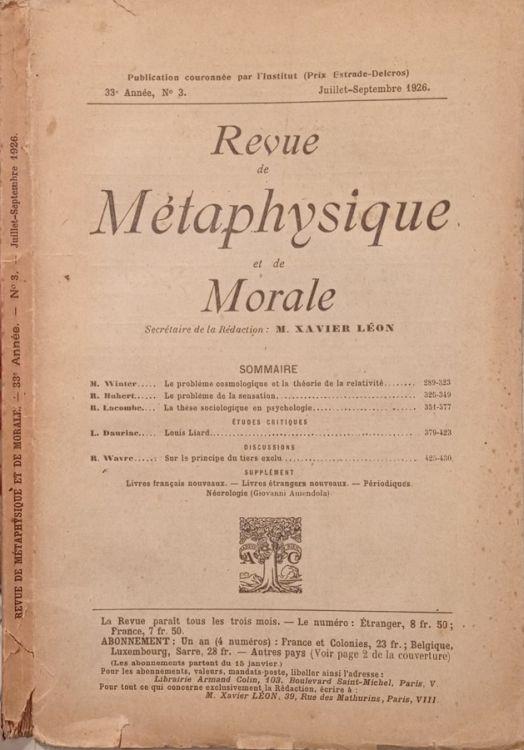 Publication couronnée par l'Institut (Prix Estrade-Delcros)
33e Année, No 3. Juillet-Septembre 1926.
Revue
de
Métaphysique
et de
Morale
Secrétaire de la Rédaction : M. XAVIER LÉON
SOMMAIRE
M. Winter..... Le problème cosmologique et la théorie de la relativité....... 289-323
R. Hubert..... Le problème de la sensation. 325-349
R. Lacombe... La thèse sociologique en psychologie. 351-377
ÉTUDES CRITIQUES
L. Dauriac..... Louis Liard. 379-423
DISCUSSIONS
R. Wavre...... Sur le principe du tiers exclu. 425-430
SUPPLÉMENT
Livres français nouveaux. — Livres étrangers nouveaux. — Périodiques.
Nécrologie (Giovanni Amendola)
A C
La Revue paraît tous les trois mois. — Le numéro : Étranger, 8 fr. 50 ;
France, 7 fr. 50.
ABONNEMENT : Un an (4 numéros) : France et Colonies, 23 fr. ; Belgique,
Luxembourg, Sarre, 28 fr. — Autres pays (Voir page 2 de la couverture)
(Les abonnements partent du 15 janvier.)
Pour les abonnements, valeurs, mandats-poste, libeller ainsi l'adresse :
Librairie Armand Colin, 103, Boulevard Saint-Michel, Paris, V
Pour tout ce qui concerne exclusivement la Rédaction, écrire à :
M. Xavier LÉON, 39, Rue des Mathurins, Paris, VIII
REVUE DE MÉTAPHYSIQUE ET DE MORALE. — 33e Année. — No 3. — Juillet-Septembre 1926.